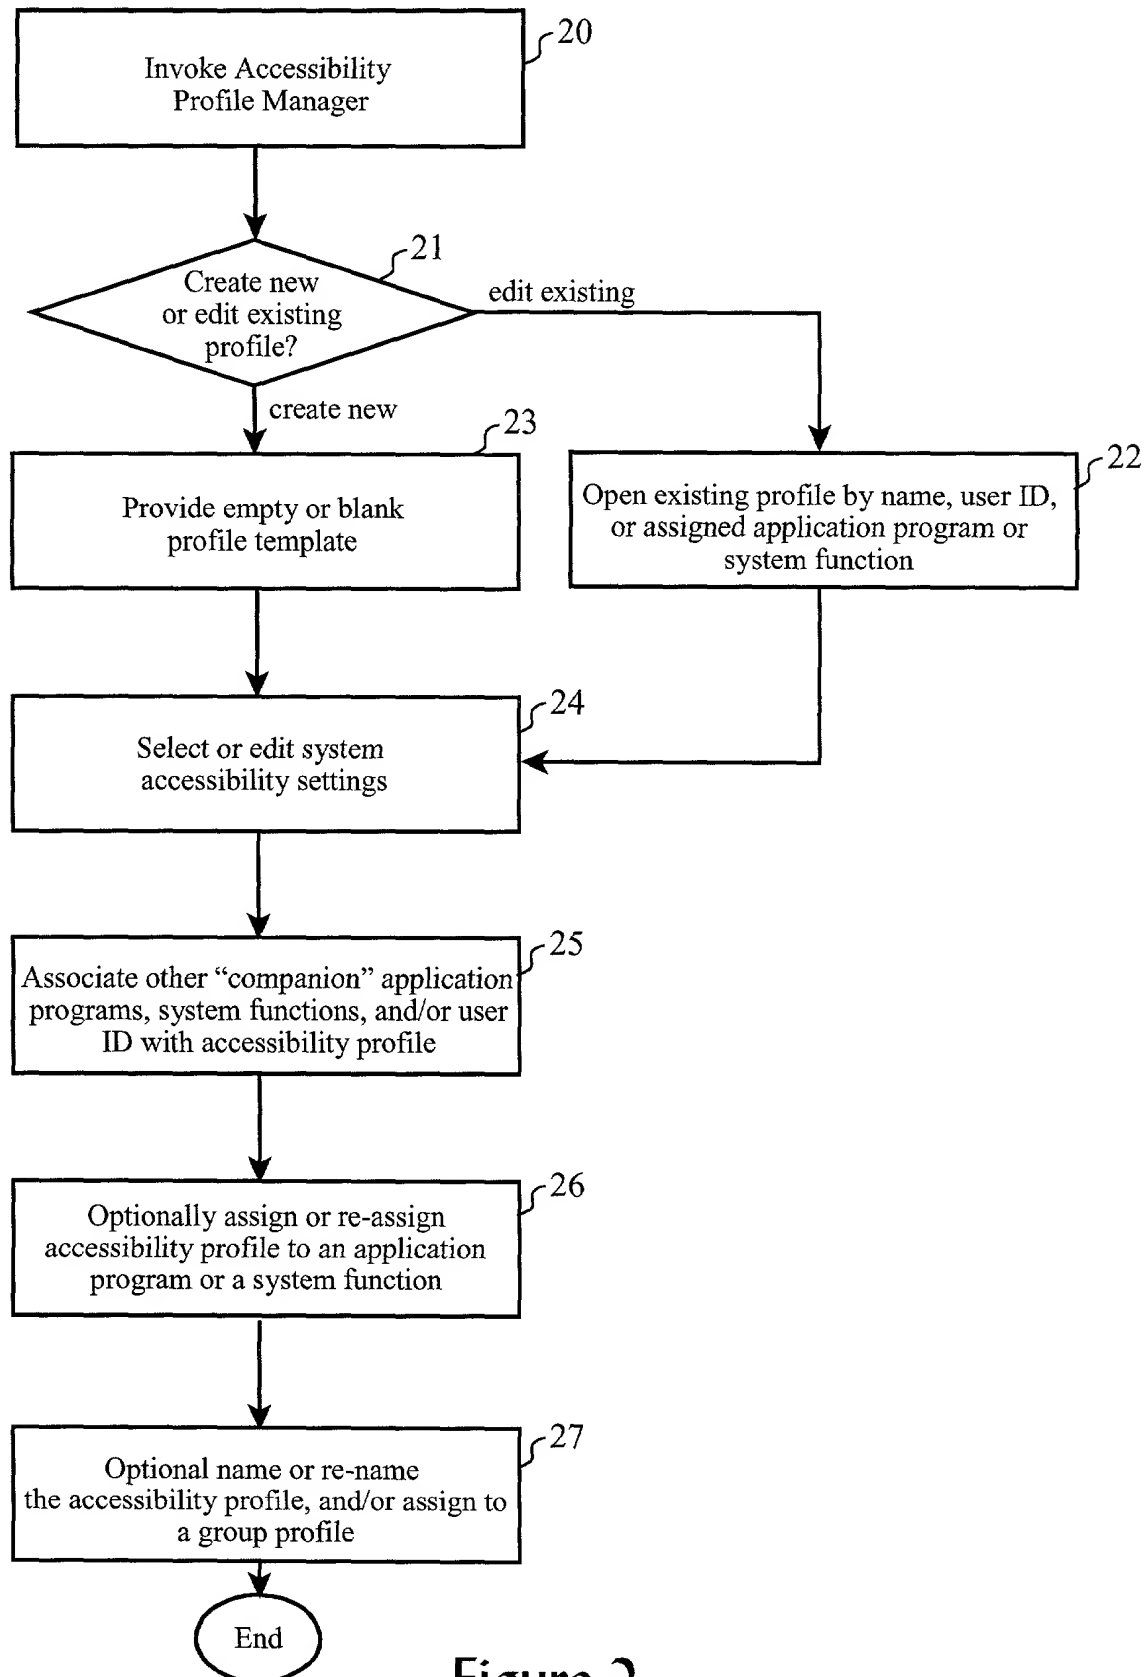 20
Invoke Accessibility
Profile Manager
21
Create new
or edit existing
profile?
edit existing
create new
23
Provide empty or blank
profile template
22
Open existing profile by name, user ID,
or assigned application program or
system function
24
Select or edit system
accessibility settings
25
Associate other “companion” application
programs, system functions, and/or user
ID with accessibility profile
26
Optionally assign or re-assign
accessibility profile to an application
program or a system function
27
Optional name or re-name
the accessibility profile, and/or assign to
a group profile
End
Figure 2